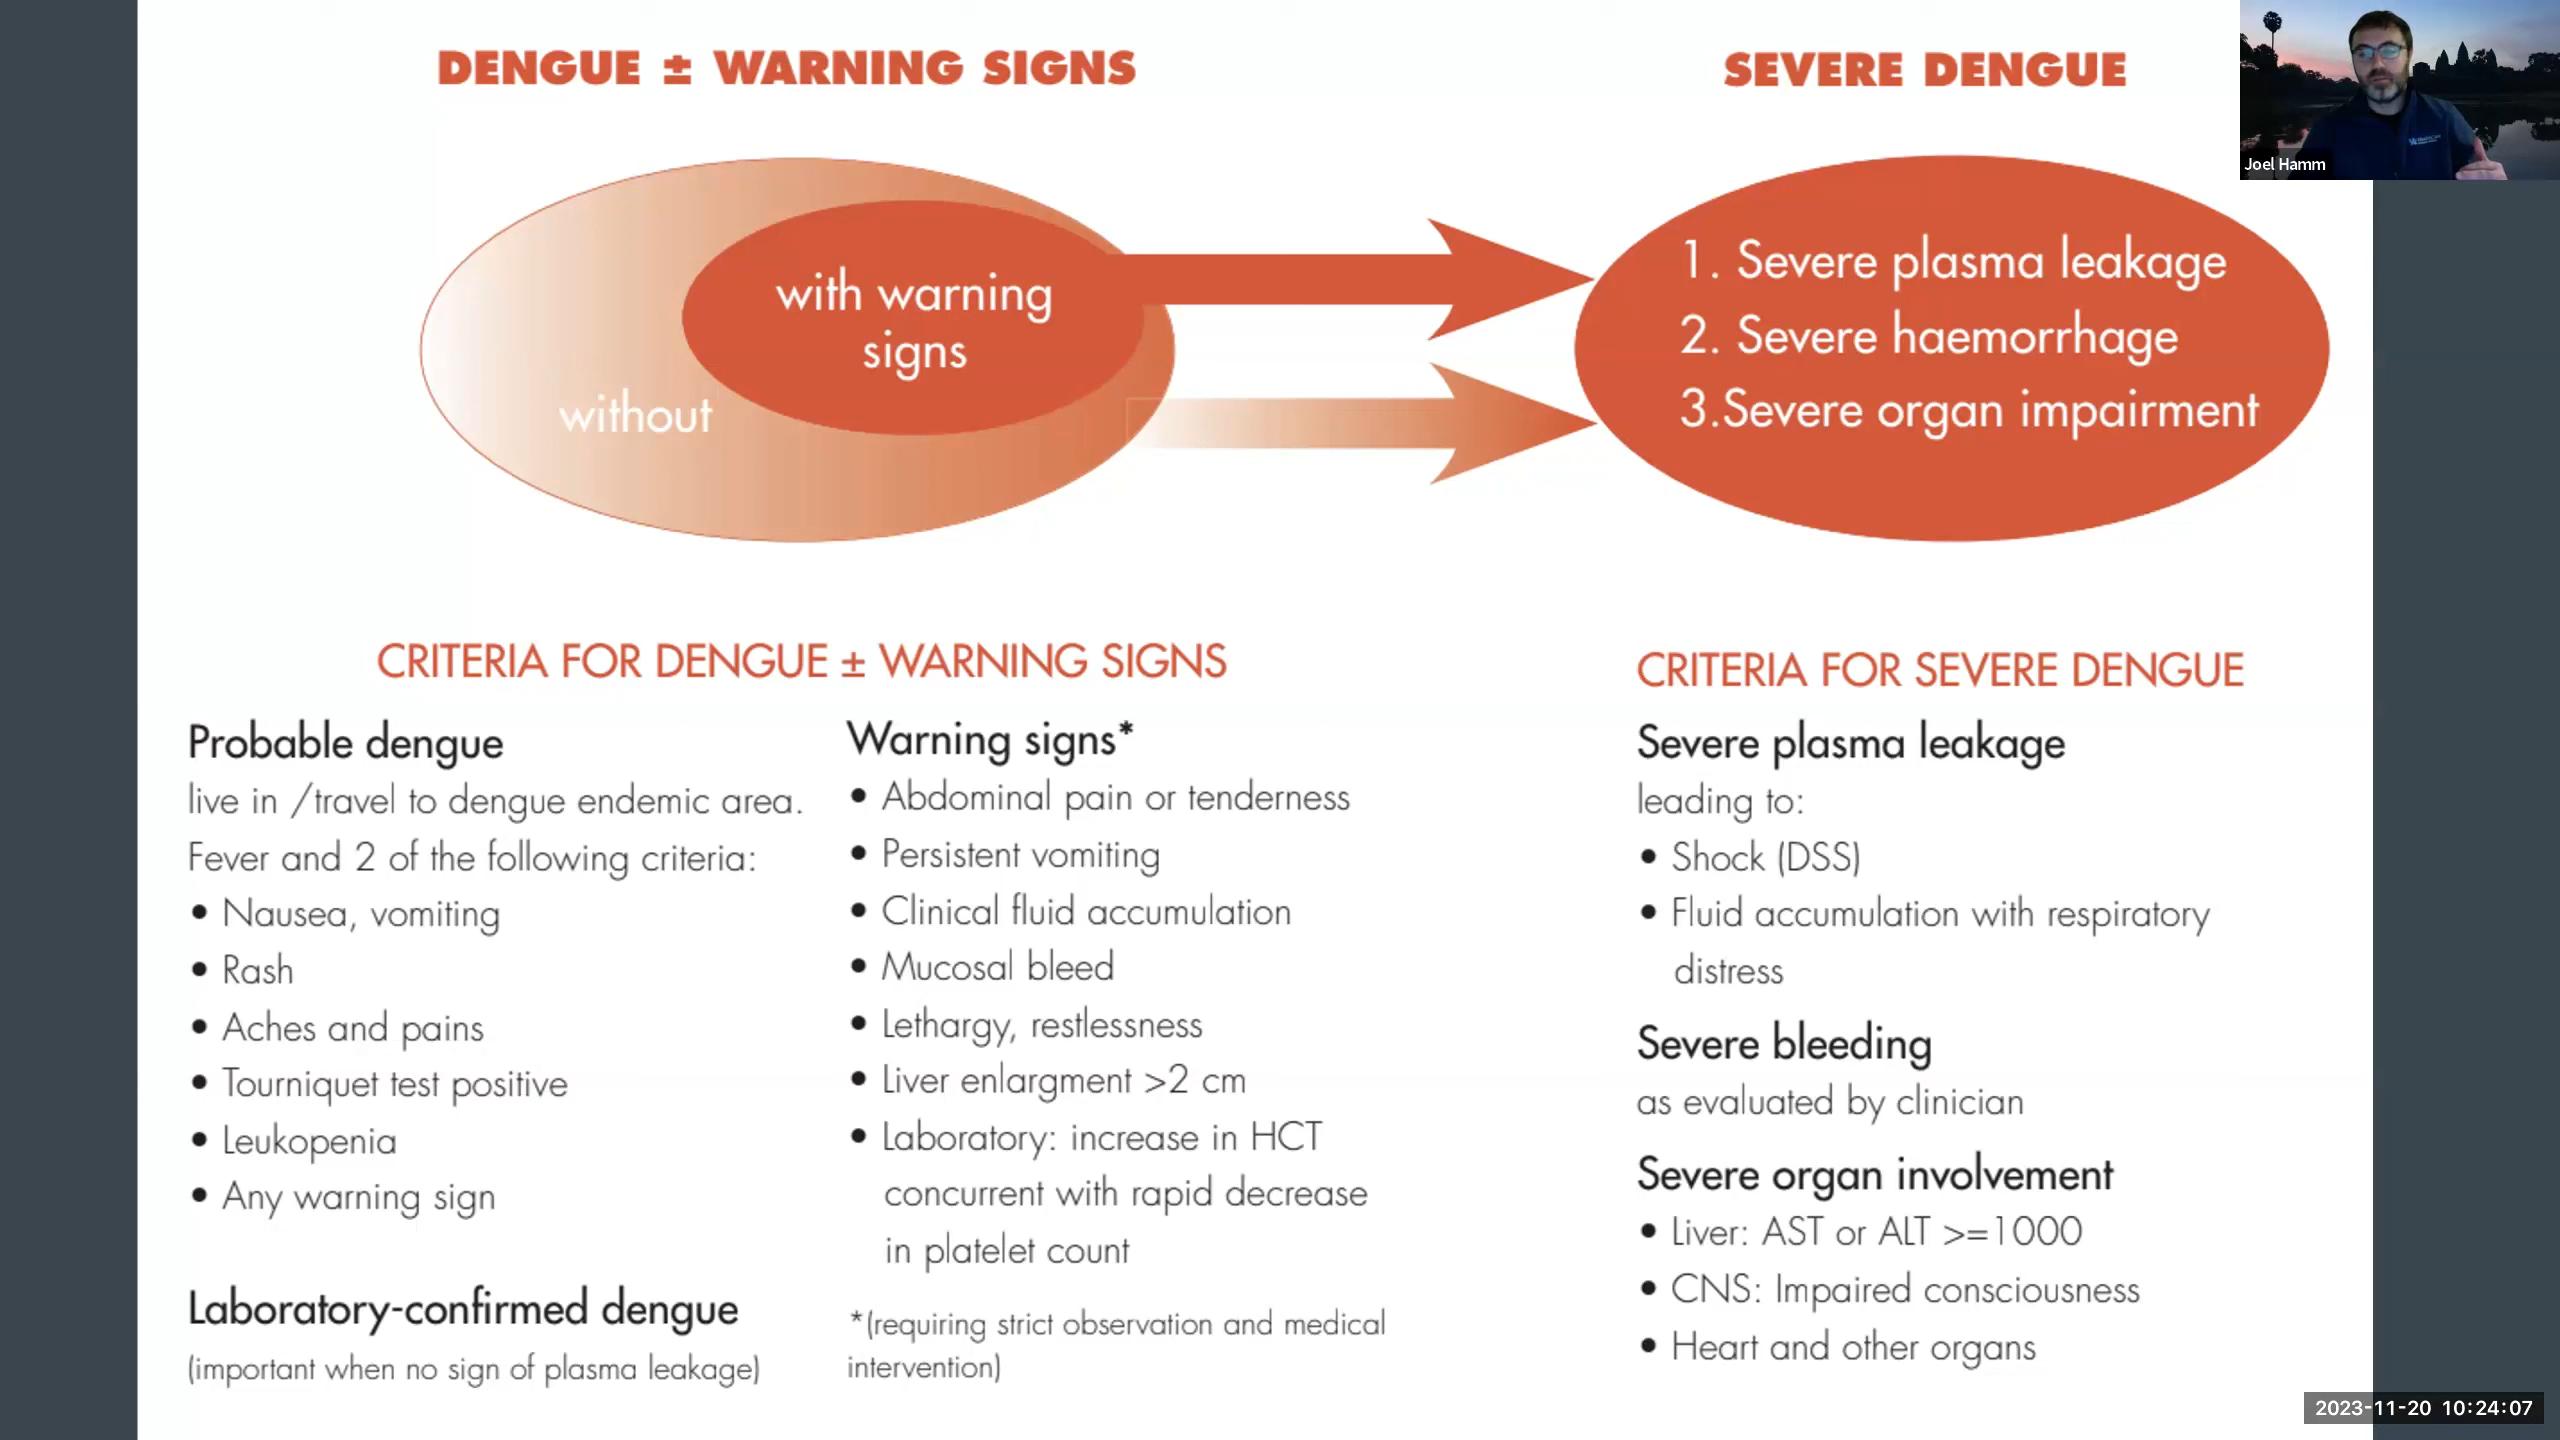 DENGUE ± WARNING SIGNS
SEVERE DENGUE
Joel Hamm
with warning
signs
without
1. Severe plasma leakage
2. Severe haemorrhage
3.Severe organ impairment
CRITERIA FOR DENGUE ± WARNING SIGNS
Probable dengue
live in /travel to dengue endemic area.
Fever and 2 of the following criteria:
• Nausea, vomiting
• Rash
• Aches and pains
• Tourniquet test positive
• Leukopenia
• Any warning sign
Laboratory-confirmed dengue
(important when no sign of plasma leakage)
Warning signs*
• Abdominal pain or tenderness
• Persistent vomiting
• Clinical fluid accumulation
• Mucosal bleed
• Lethargy, restlessness
• Liver enlargment >2 cm
• Laboratory: increase in HCT
concurrent with rapid decrease
in platelet count
*(requiring strict observation and medical
intervention)
CRITERIA FOR SEVERE DENGUE
Severe plasma leakage
leading to:
• Shock (DSS)
• Fluid accumulation with respiratory
distress
Severe bleeding
as evaluated by clinician
Severe organ involvement
• Liver: AST or ALT >=1000
• CNS: Impaired consciousness
• Heart and other organs
2023-11-20 10:24:07